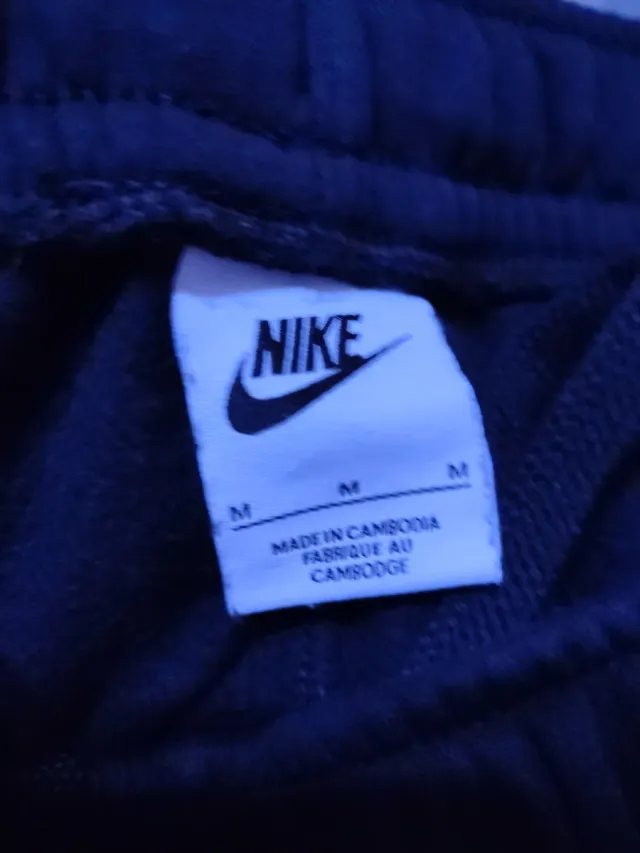 NIKE
M M M
MADE IN CAMBODIA
FABRIQUE AU
CAMBODGE